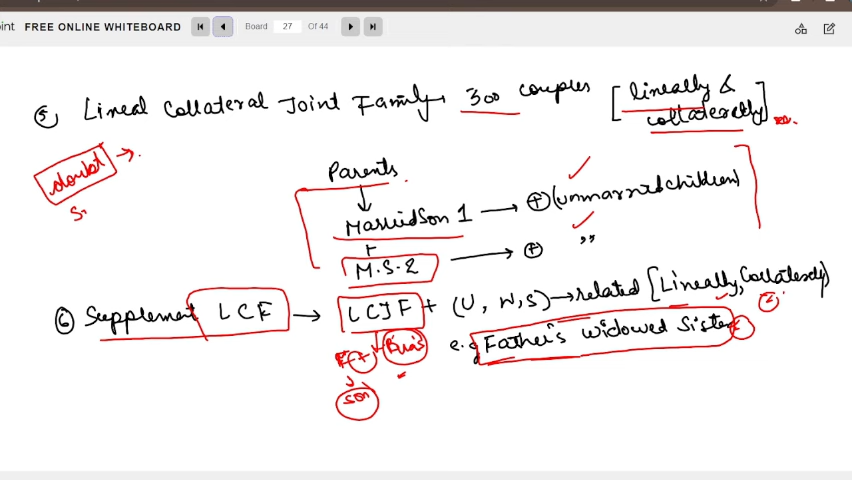 oint FREE ONLINE WHITEBOARD Board 27 Of 44
⑤ Lineal Collateral Joint Family → 300 couples [lineally &
collaterally]
doubt →
Parents
↓
Married Son 1 → ⊕ (unmarried children)
+
M.S.2 → ⊕ ,,
⑥ Supplement LCF → LCJF + (U, W, S) → related [Lineally, Collaterally]
e.g Father's widowed Sister
son